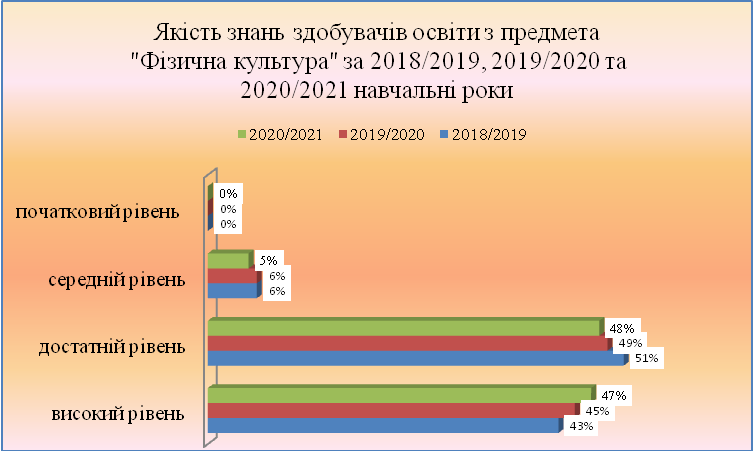 Якість знань здобувачів освіти з предмета
"Фізична культура" за 2018/2019, 2019/2020 та
2020/2021 навчальні роки
2020/2021 2019/2020 2018/2019
початковий рівень
0%
0%
0%
середній рівень
5%
6%
6%
достатній рівень
48%
49%
51%
високий рівень
47%
45%
43%